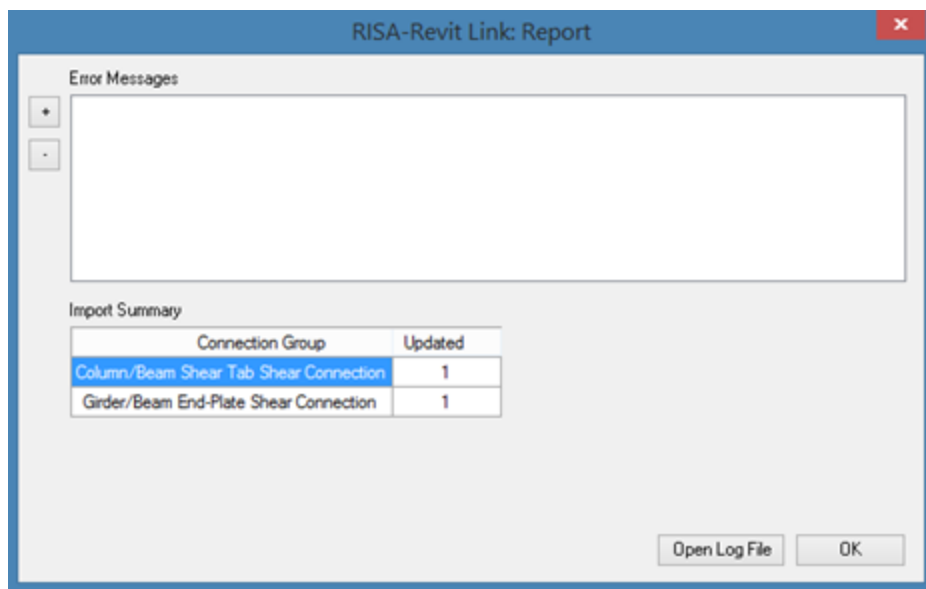 RISA-Revit Link: Report
x
Error Messages
+
-
Import Summary
Connection Group Updated
Column/Beam Shear Tab Shear Connection 1
Girder/Beam End-Plate Shear Connection 1
Open Log File OK